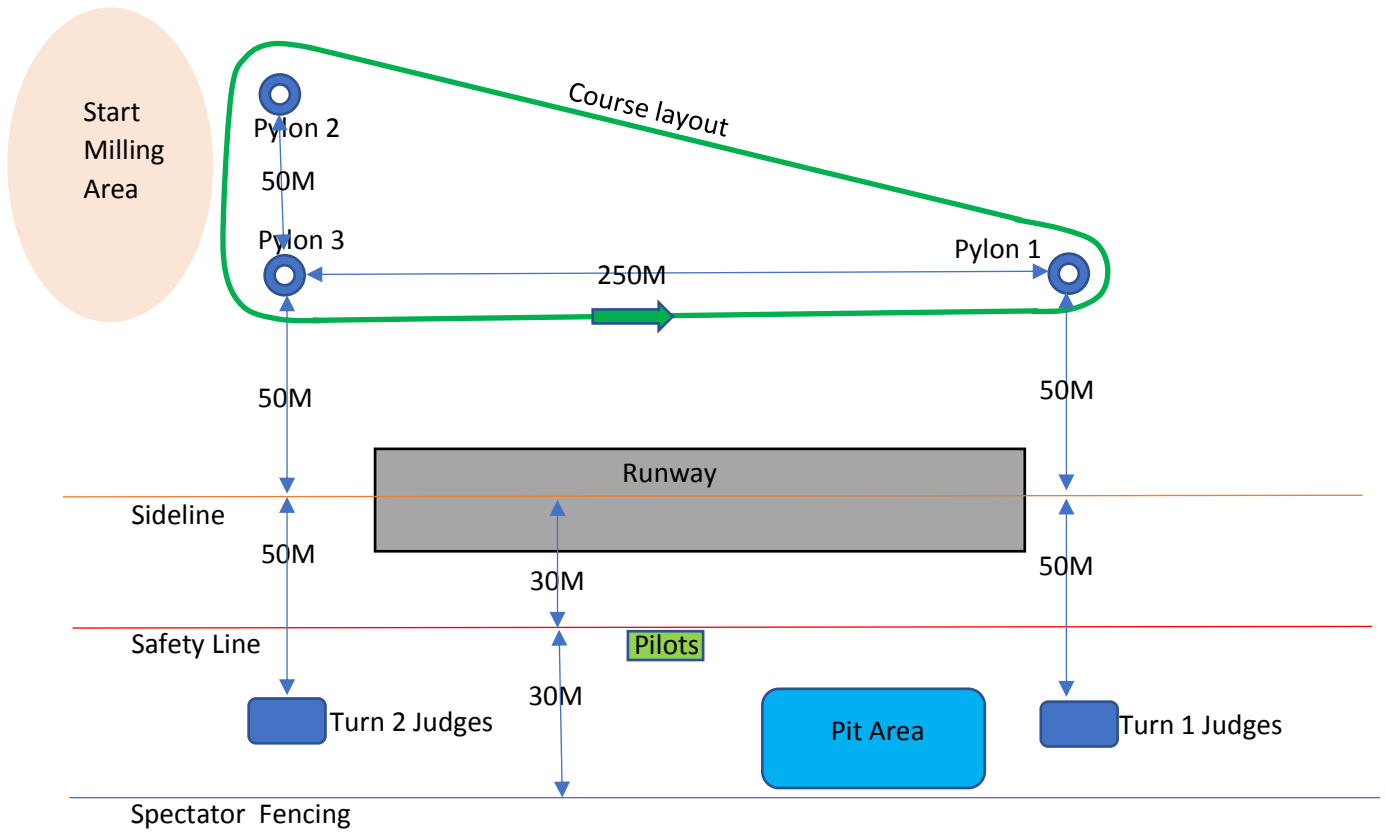 Start
Milling
Area
Course layout
Pylon 2
50M
Pylon 3
Pylon 1
250M
50M
50M
Runway
Sideline
50M
30M
50M
Safety Line
Pilots
30M
Turn 2 Judges
Pit Area
Turn 1 Judges
Spectator Fencing